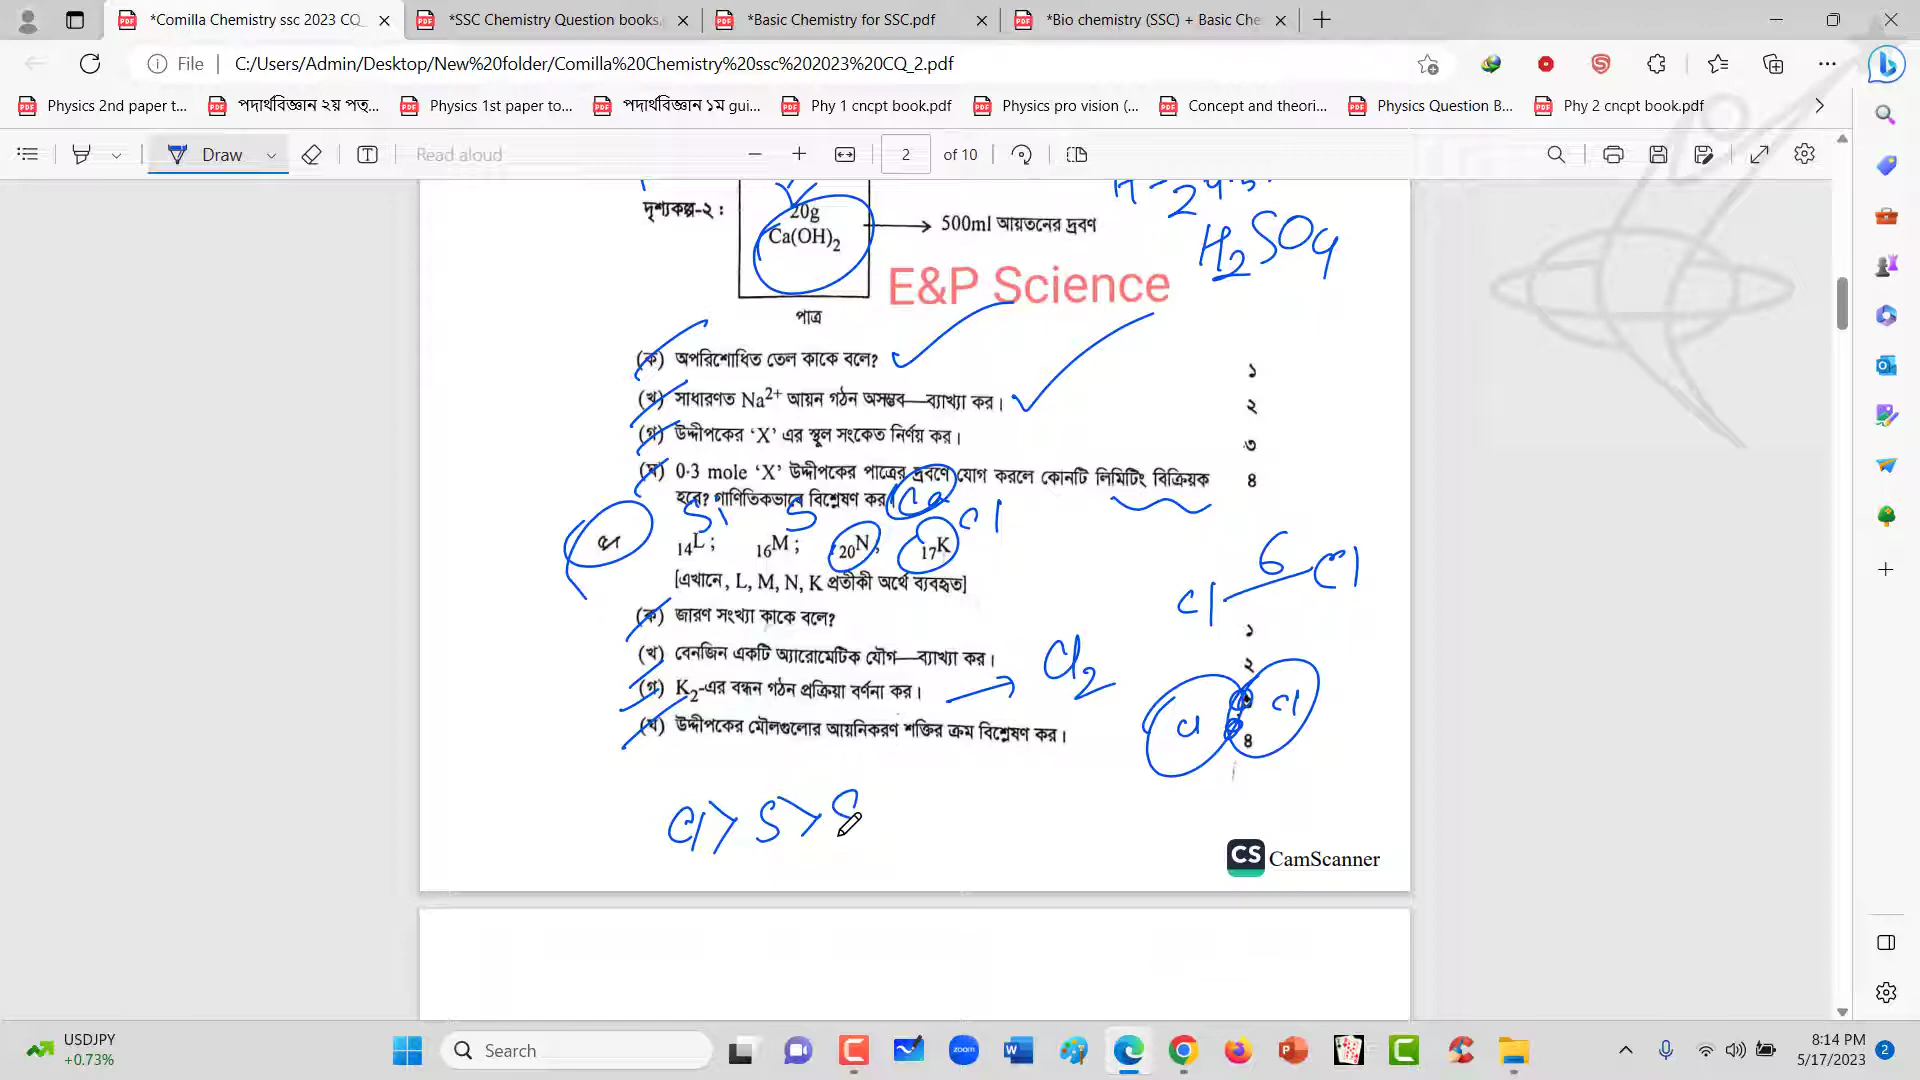 *Comilla Chemistry ssc 2023 CQ_ *SSC Chemistry Question books, *Basic Chemistry for SSC.pdf *Bio chemistry (SSC) + Basic Che
File C:/Users/Admin/Desktop/New%20folder/Comilla%20Chemistry%20ssc%202023%20CQ_2.pdf
Physics 2nd paper t... পদার্থবিজ্ঞান ২য় পত্... Physics 1st paper to... পদার্থবিজ্ঞান ১ম gui... Phy 1 cncpt book.pdf Physics pro vision (... Concept and theori... Physics Question B... Phy 2 cncpt book.pdf
Draw Read aloud 2 of 10
দৃশ্যকল্প-২ : 20g
Ca(OH)₂ 500ml আয়তনের দ্রবণ
H₂SO₄
E&P Science
পাত্র
(ক) অপরিশোধিত তেল কাকে বলে? ১
(খ) সাধারণত Na²⁺ আয়ন গঠন অসম্ভব—ব্যাখ্যা কর। ২
(গ) উদ্দীপকের ‘X’ এর স্থূল সংকেত নির্ণয় কর। ৩
(ঘ) 0·3 mole ‘X’ উদ্দীপকের পাত্রের দ্রবণে যোগ করলে কোনটি লিমিটিং বিক্রিয়ক ৪
হবে? গাণিতিকভাবে বিশ্লেষণ কর।
Si S Ca Cl
৫। ₁₄L ; ₁₆M ; ₂₀N, ₁₇K
[এখানে, L, M, N, K প্রতীকী অর্থে ব্যবহৃত]
Cl 6 Cl
(ক) জারণ সংখ্যা কাকে বলে? ১
(খ) বেনজিন একটি অ্যারোমেটিক যৌগ—ব্যাখ্যা কর। ২
(গ) K₂-এর বন্ধন গঠন প্রক্রিয়া বর্ণনা কর। Cl₂
Cl Cl
(ঘ) উদ্দীপকের মৌলগুলোর আয়নিকরণ শক্তির ক্রম বিশ্লেষণ কর। ৪
Cl > S > S
CS CamScanner
USDJPY
+0.73%
Search
8:14 PM
5/17/2023
2